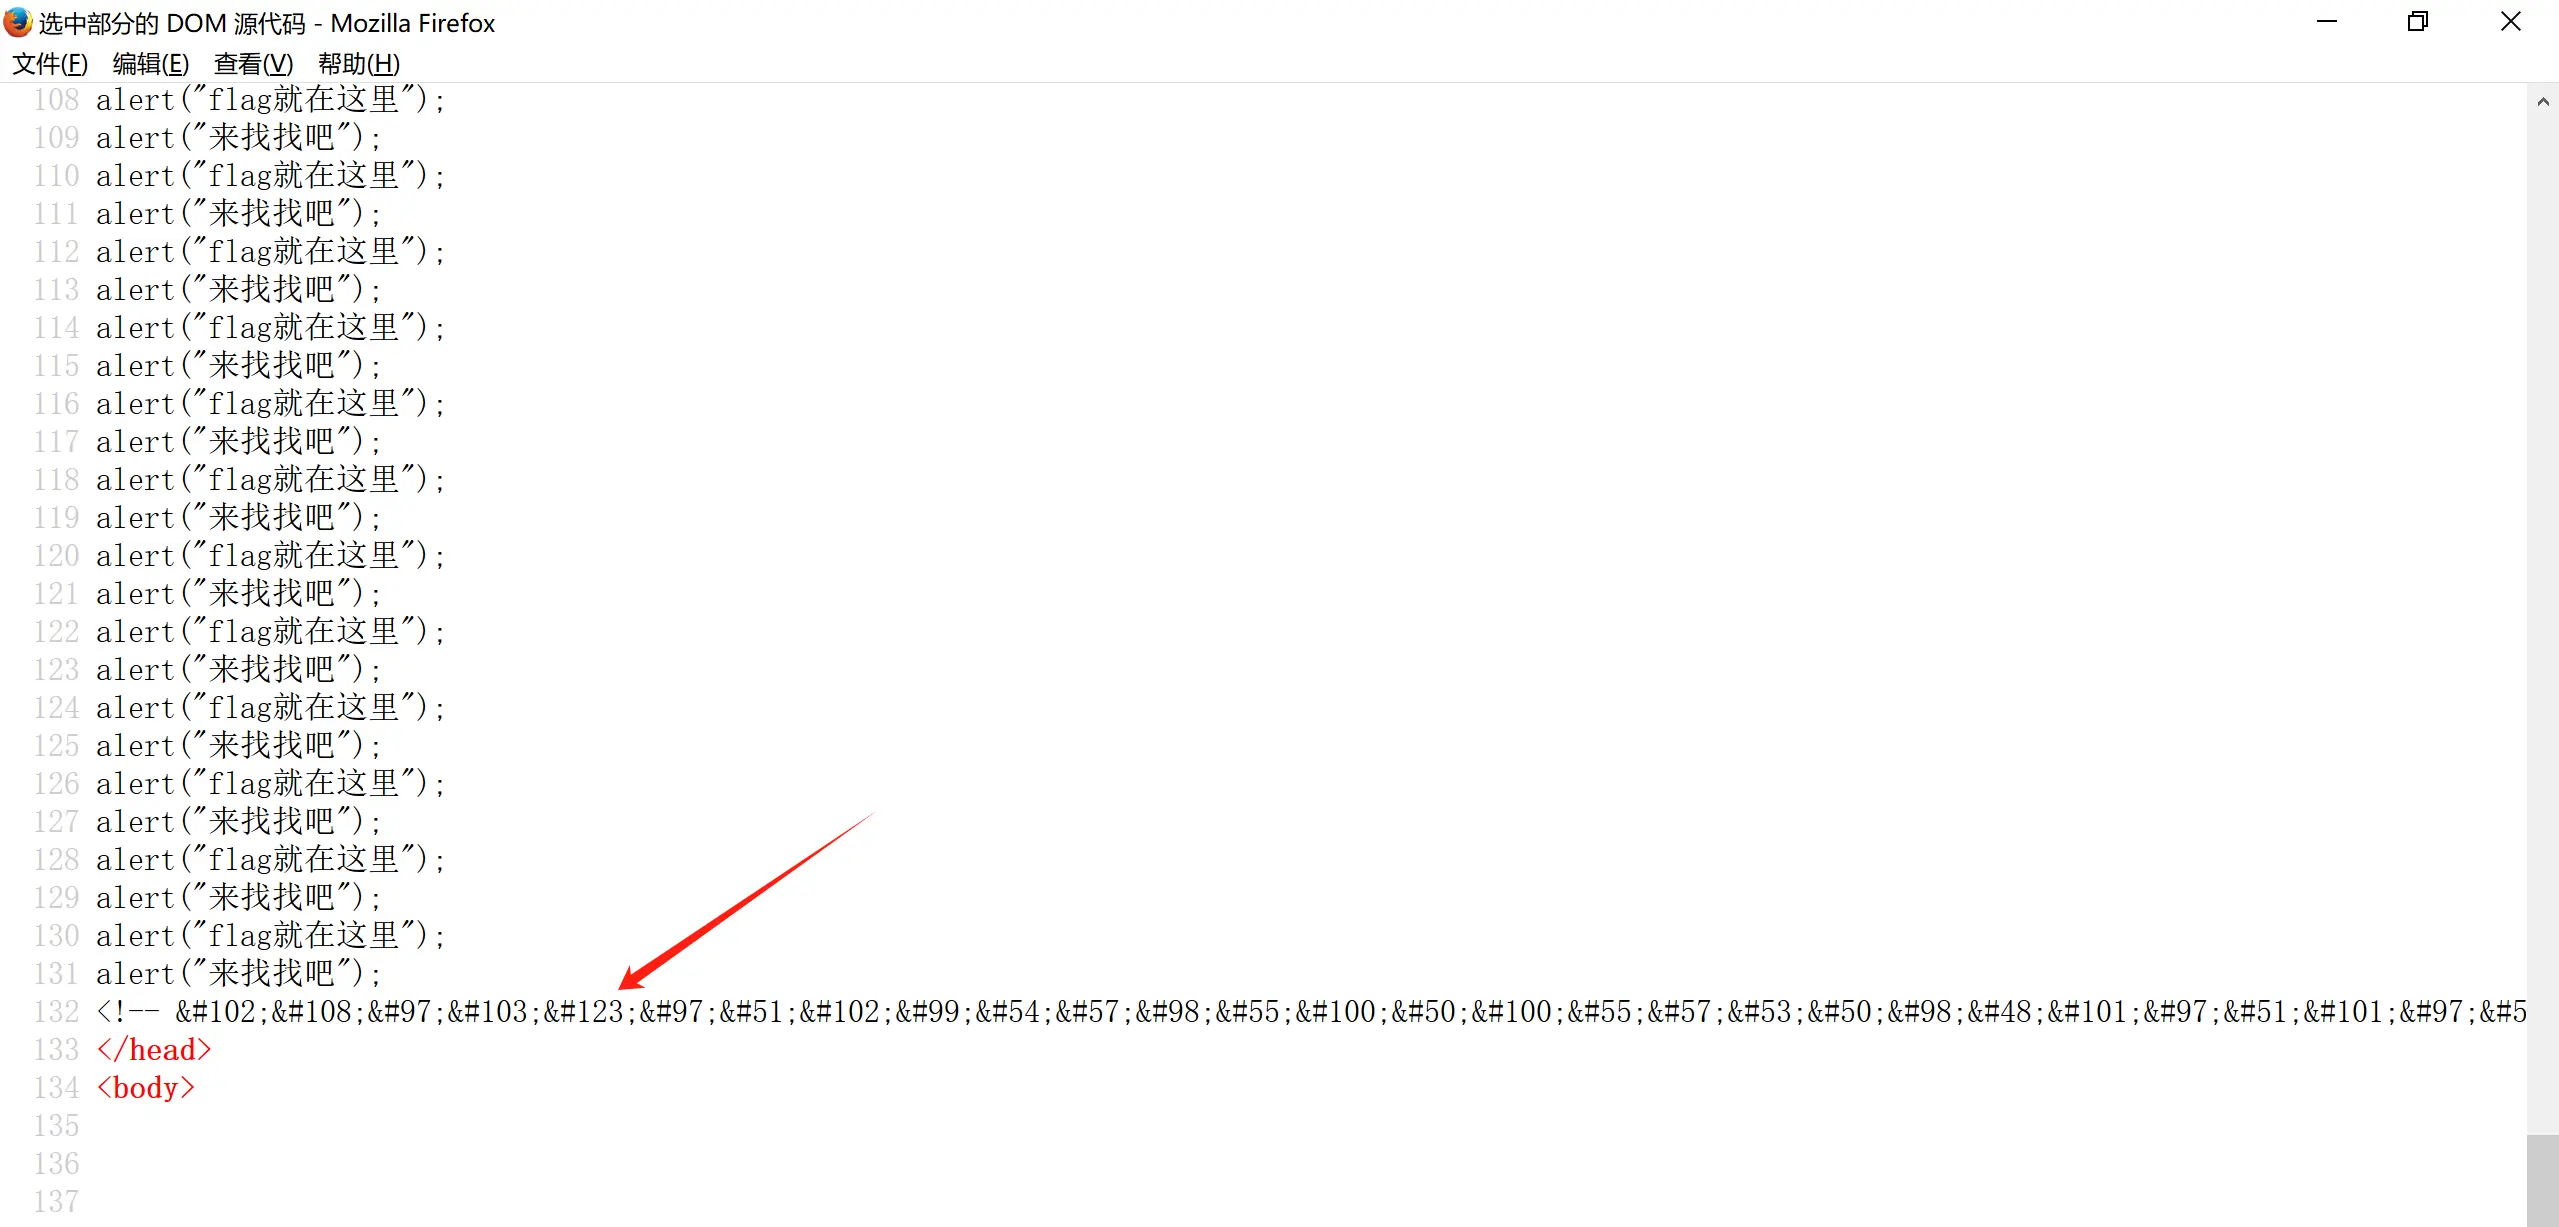 选中部分的 DOM 源代码 - Mozilla Firefox
文件(F) 编辑(E) 查看(V) 帮助(H)
108 alert("flag就在这里");
109 alert("来找找吧");
110 alert("flag就在这里");
111 alert("来找找吧");
112 alert("flag就在这里");
113 alert("来找找吧");
114 alert("flag就在这里");
115 alert("来找找吧");
116 alert("flag就在这里");
117 alert("来找找吧");
118 alert("flag就在这里");
119 alert("来找找吧");
120 alert("flag就在这里");
121 alert("来找找吧");
122 alert("flag就在这里");
123 alert("来找找吧");
124 alert("flag就在这里");
125 alert("来找找吧");
126 alert("flag就在这里");
127 alert("来找找吧");
128 alert("flag就在这里");
129 alert("来找找吧");
130 alert("flag就在这里");
131 alert("来找找吧");
132 <!-- &#102;&#108;&#97;&#103;&#123;&#97;&#51;&#102;&#99;&#54;&#57;&#98;&#55;&#100;&#50;&#100;&#55;&#57;&#53;&#50;&#98;&#48;&#101;&#97;&#51;&#101;&#97;&#5
133 </head>
134 <body>
135
136
137